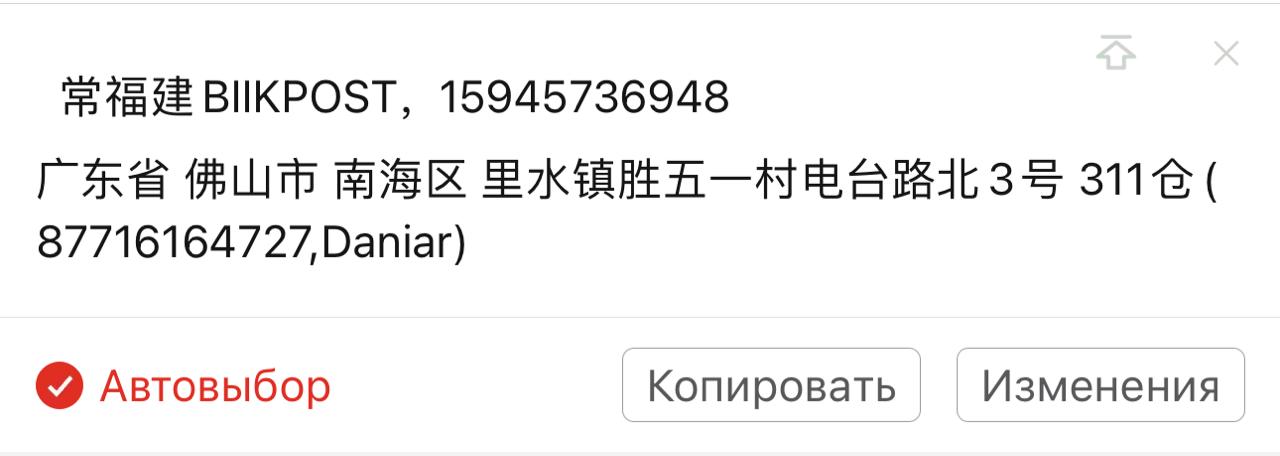 常福建BIIKPOST，15945736948
广东省 佛山市 南海区 里水镇胜五一村电台路北3号 311仓(
87716164727,Daniar)
Автовыбор
Копировать
Изменения